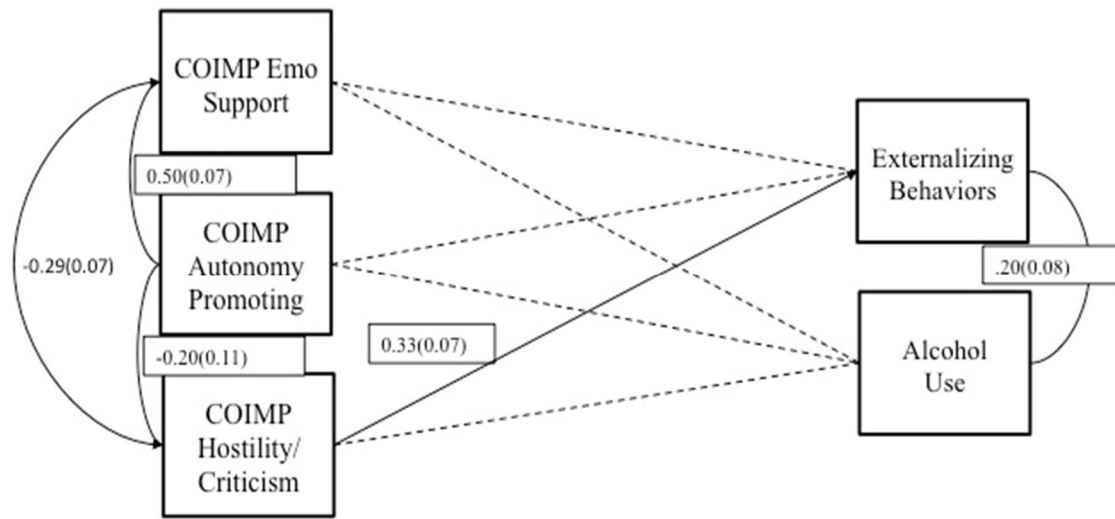 COIMP Emo
Support
0.50(0.07)
COIMP
Autonomy
Promoting
-0.29(0.07)
-0.20(0.11)
COIMP
Hostility/
Criticism
0.33(0.07)
Externalizing
Behaviors
.20(0.08)
Alcohol
Use